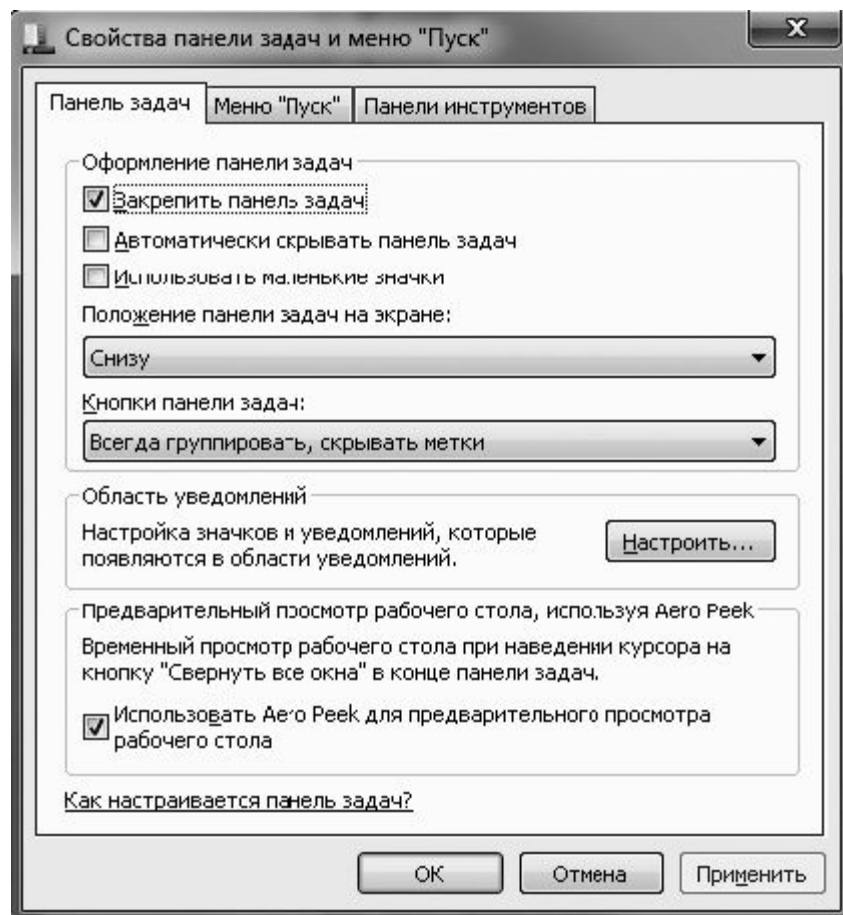 Свойства панели задач и меню "Пуск"
Панель задач
Меню "Пуск"
Панели инструментов
Оформление панели задач
Закрепить панель задач
Автоматически скрывать панель задач
Использовать маленькие значки
Положение панели задач на экране:
Снизу
Кнопки панели задач:
Всегда группировать, скрывать метки
Область уведомлений
Настройка значков и уведомлений, которые
появляются в области уведомлений.
Настроить...
Предварительный просмотр рабочего стола, используя Aero Peek
Временный просмотр рабочего стола при наведении курсора на
кнопку "Свернуть все окна" в конце панели задач.
Использовать Aero Peek для предварительного просмотра
рабочего стола
Как настраивается панель задач?
ОК
Отмена
Применить